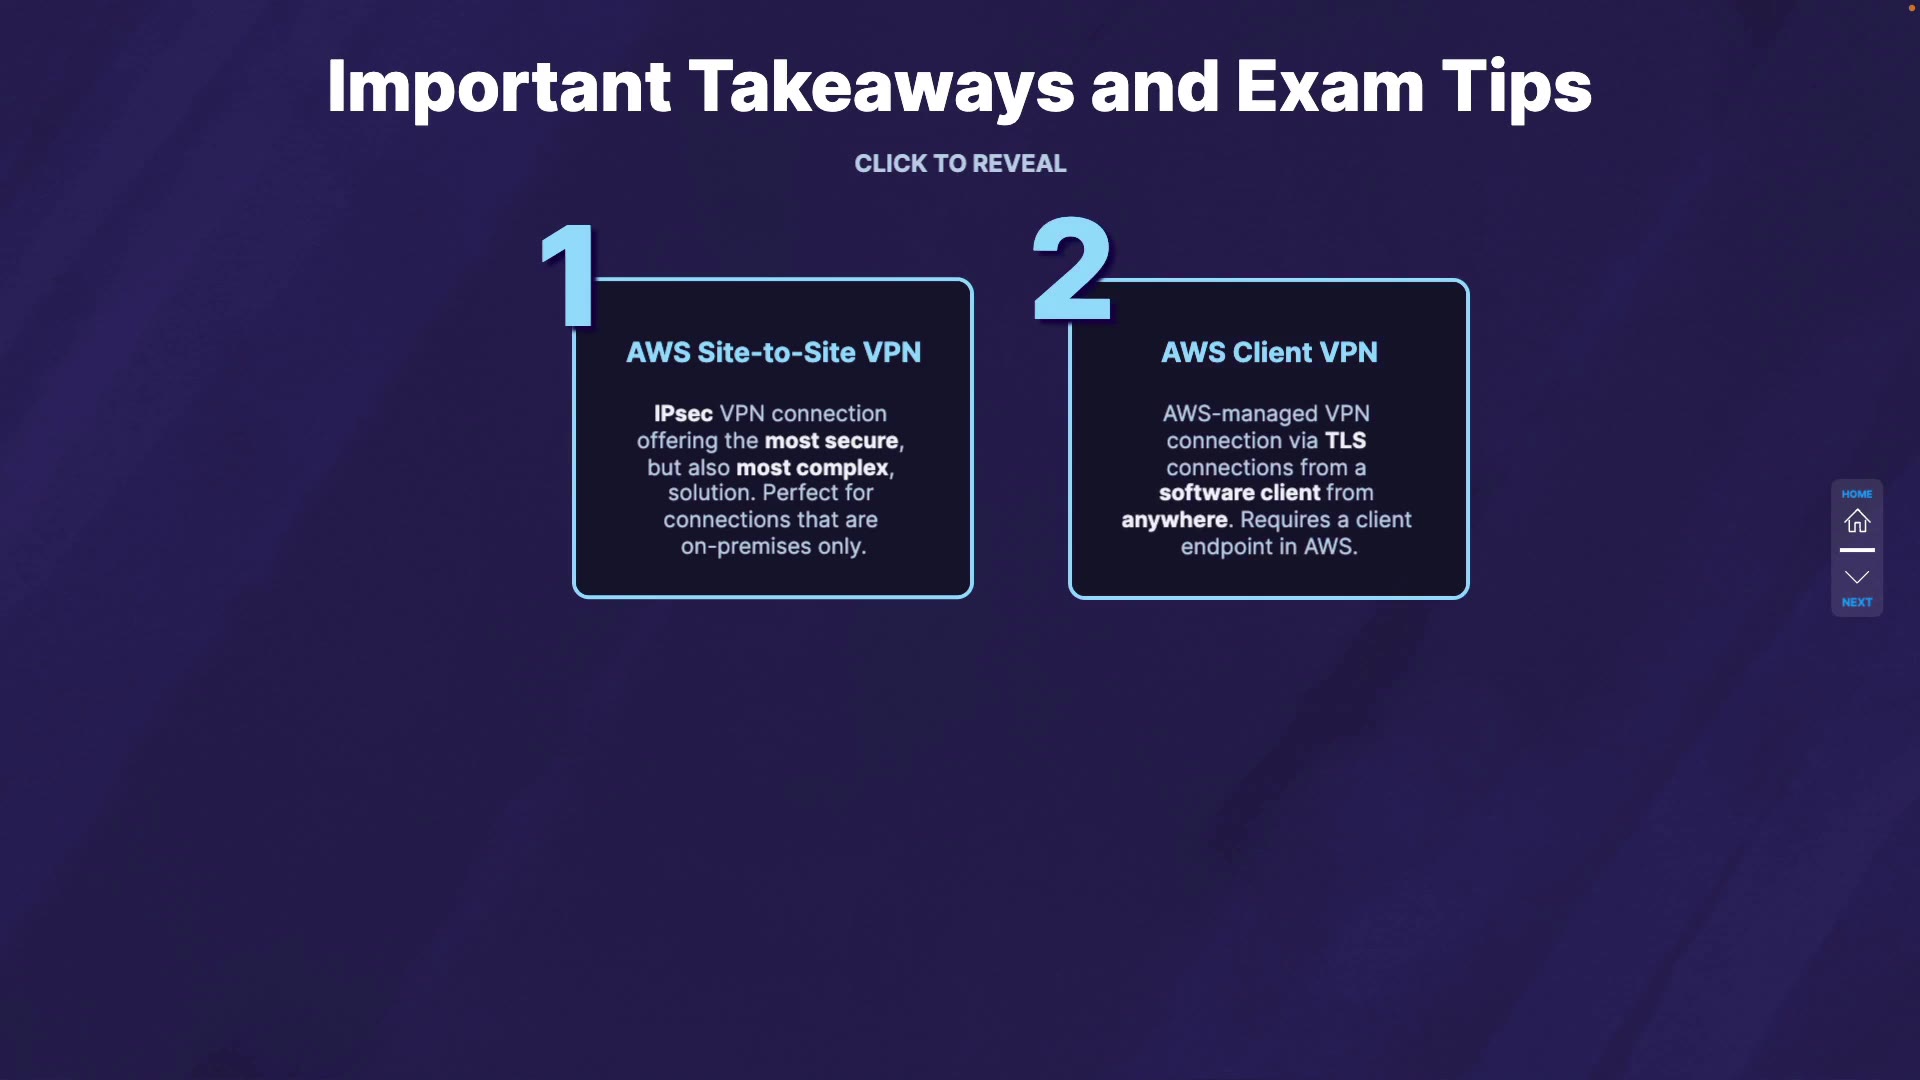 Important Takeaways and Exam Tips
CLICK TO REVEAL
1
AWS Site-to-Site VPN
IPsec VPN connection
offering the most secure,
but also most complex,
solution. Perfect for
connections that are
on-premises only.
2
AWS Client VPN
AWS-managed VPN
connection via TLS
connections from a
software client from
anywhere. Requires a client
endpoint in AWS.
HOME
NEXT